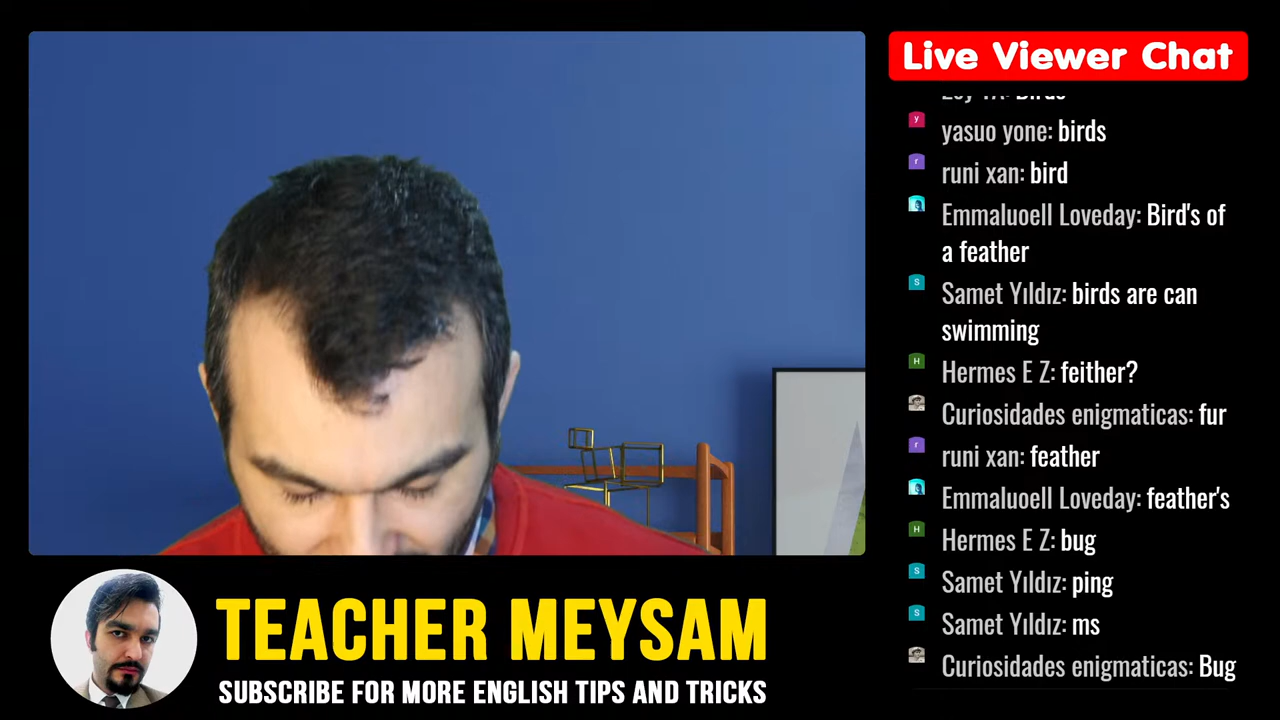 Live Viewer Chat
yasuo yone: birds
runi xan: bird
Emmaluoell Loveday: Bird's of
a feather
Samet Yıldız: birds are can
swimming
Hermes E Z: feither?
Curiosidades enigmaticas: fur
runi xan: feather
Emmaluoell Loveday: feather's
Hermes E Z: bug
Samet Yıldız: ping
Samet Yıldız: ms
Curiosidades enigmaticas: Bug
TEACHER MEYSAM
SUBSCRIBE FOR MORE ENGLISH TIPS AND TRICKS